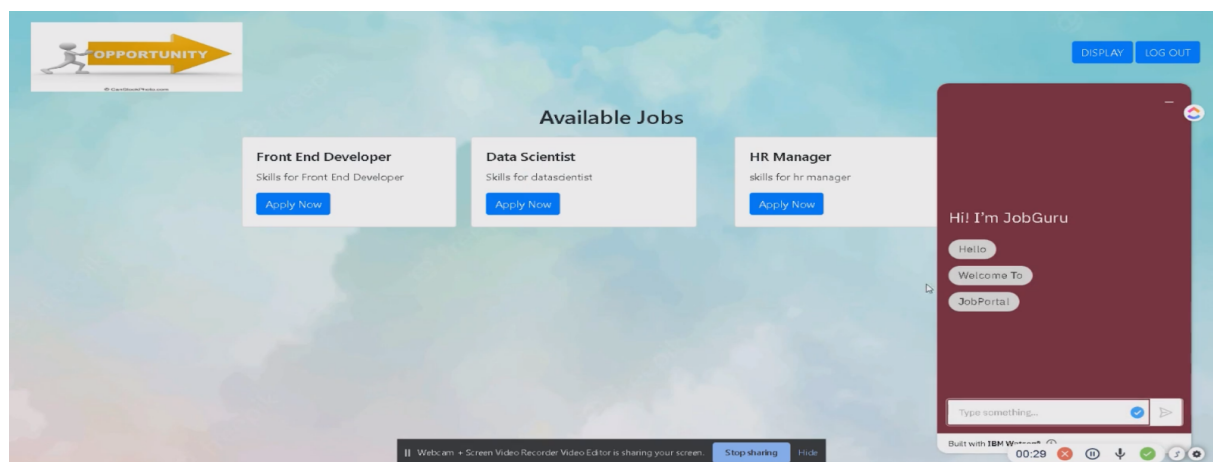 OPPORTUNITY
© CanStockPhoto.com
DISPLAY
LOG OUT
Available Jobs
Front End Developer
Skills for Front End Developer
Apply Now
Data Scientist
Skills for datascientist
Apply Now
HR Manager
skills for hr manager
Apply Now
Hi! I'm JobGuru
Hello
Welcome To
JobPortal
Type something...
Built with IBM
00:29
Webcam + Screen Video Recorder Video Editor is sharing your screen.
Stop sharing
Hide